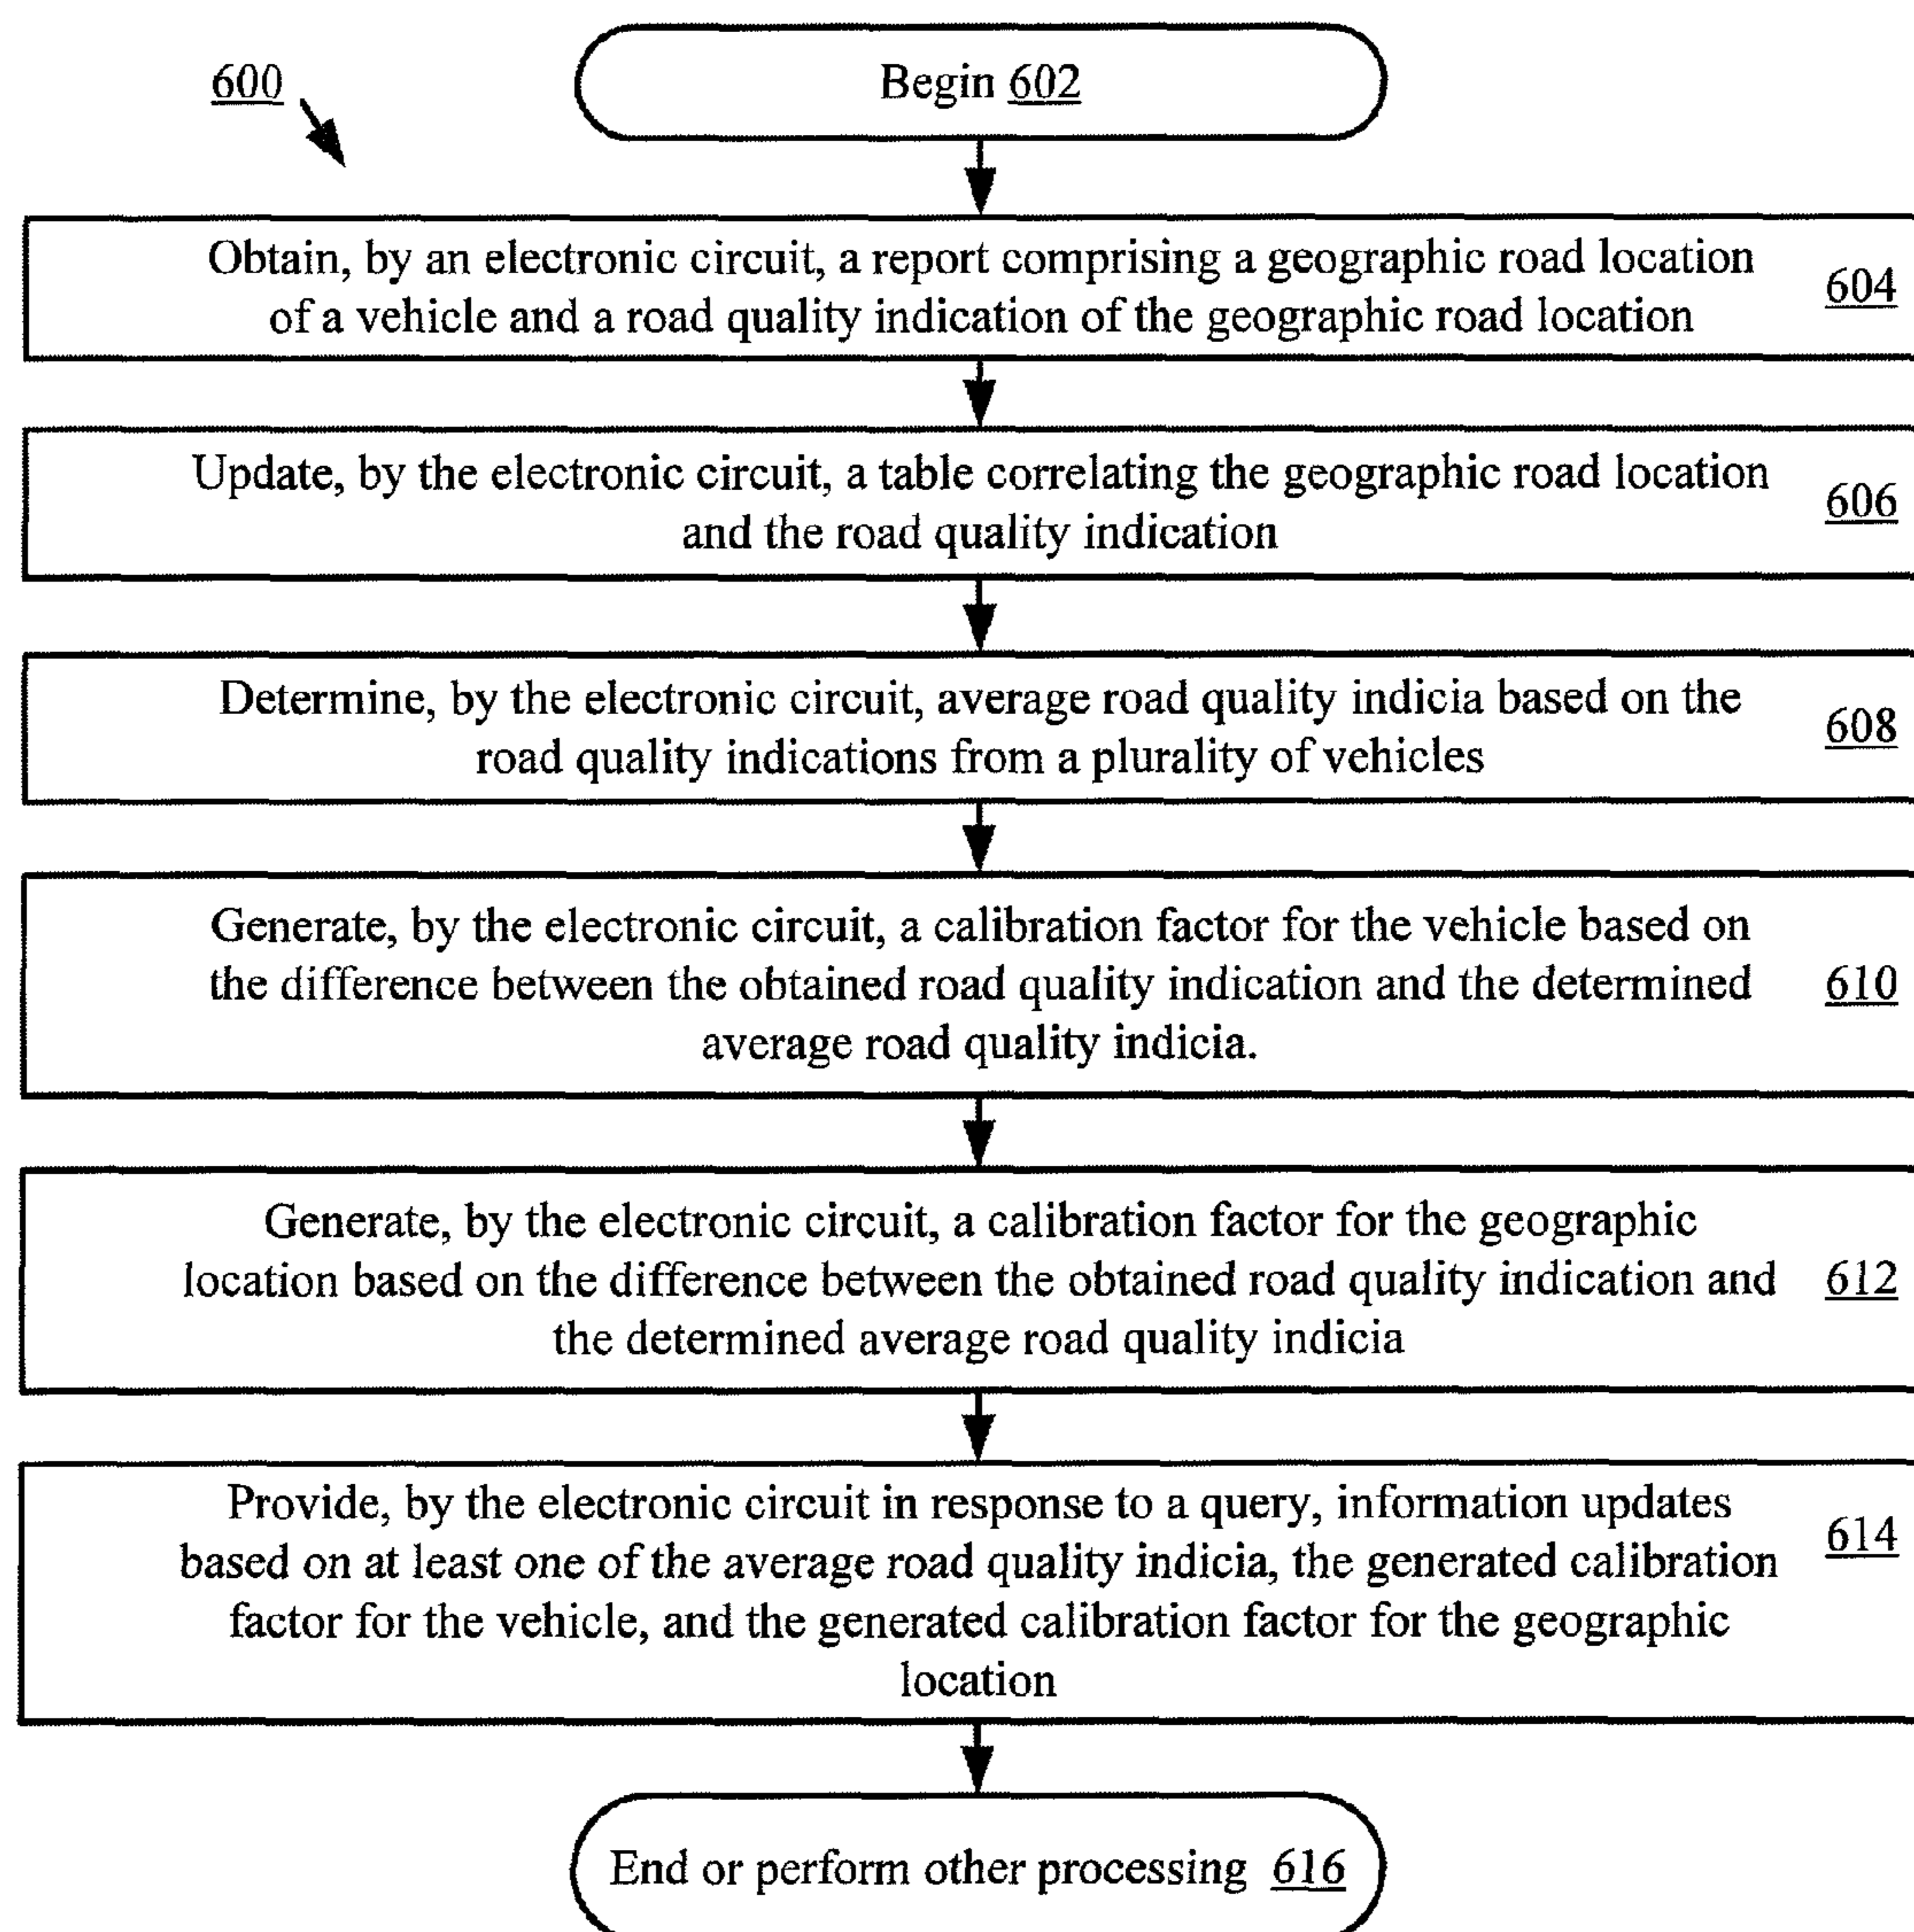 600
Begin 602
Obtain, by an electronic circuit, a report comprising a geographic road location
of a vehicle and a road quality indication of the geographic road location
604
Update, by the electronic circuit, a table correlating the geographic road location
and the road quality indication
606
Determine, by the electronic circuit, average road quality indicia based on the
road quality indications from a plurality of vehicles
608
Generate, by the electronic circuit, a calibration factor for the vehicle based on
the difference between the obtained road quality indication and the determined
average road quality indicia.
610
Generate, by the electronic circuit, a calibration factor for the geographic
location based on the difference between the obtained road quality indication and
the determined average road quality indicia
612
Provide, by the electronic circuit in response to a query, information updates
based on at least one of the average road quality indicia, the generated calibration
factor for the vehicle, and the generated calibration factor for the geographic
location
614
End or perform other processing 616